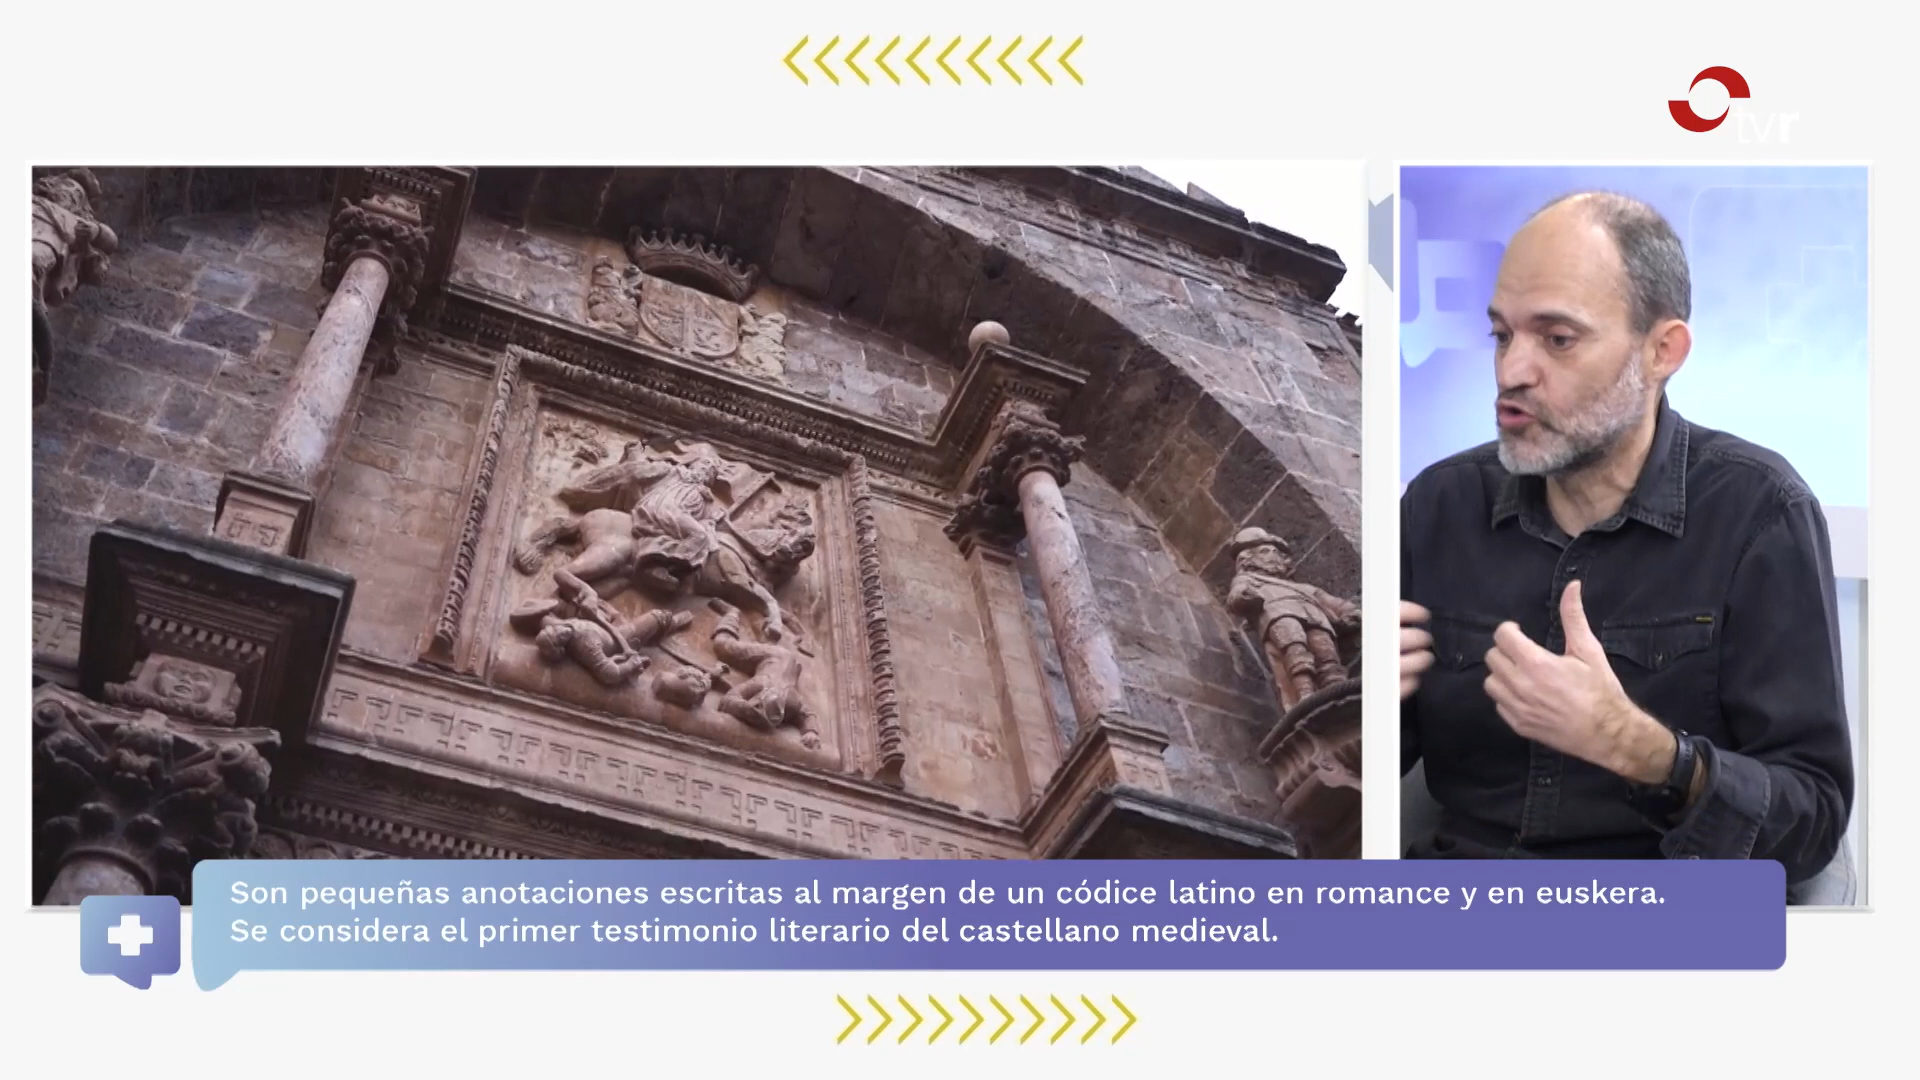 tvr
Son pequeñas anotaciones escritas al margen de un códice latino en romance y en euskera.
Se considera el primer testimonio literario del castellano medieval.